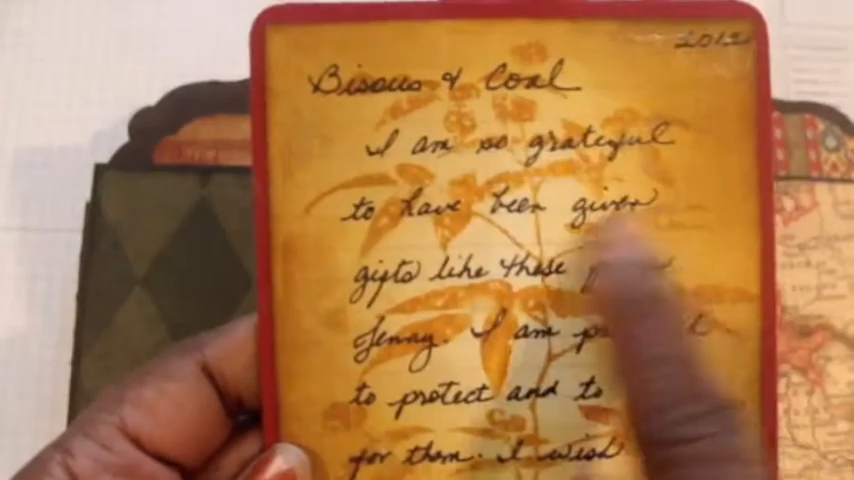 2012
Bisous & Coal
I am so grateful
to have been given
gifts like these
Jenny. I am
to protect and to
for them. I wish